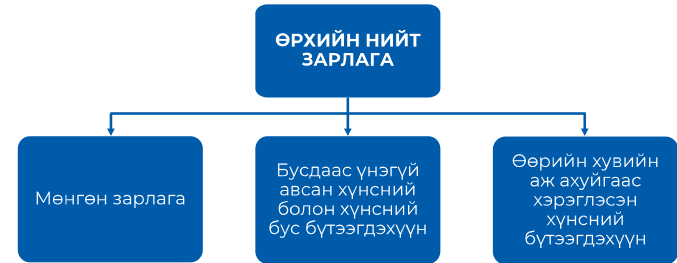 ӨРХИЙН НИЙТ
ЗАРЛАГА
Мөнгөн зарлага
Бусдаас үнэгүй
авсан хүнсний
болон хүнсний
бус бүтээгдэхүүн
Өөрийн хувийн
аж ахуйгаас
хэрэглэсэн
хүнсний
бүтээгдэхүүн